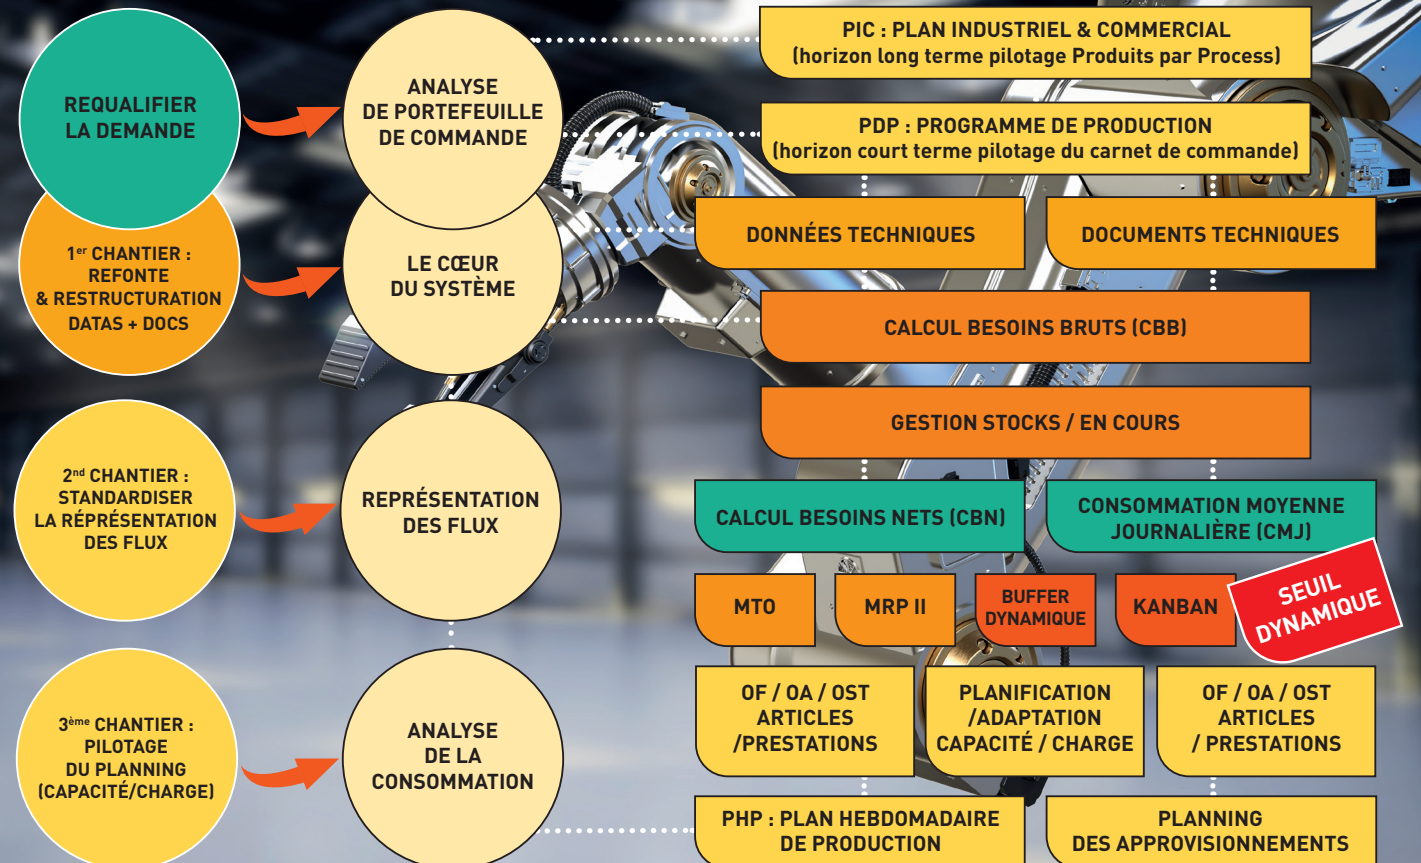 REQUALIFIER
LA DEMANDE
ANALYSE
DE PORTEFEUILLE
DE COMMANDE
PIC : PLAN INDUSTRIEL & COMMERCIAL
(horizon long terme pilotage Produits par Process)
PDP : PROGRAMME DE PRODUCTION
(horizon court terme pilotage du carnet de commande)
1er CHANTIER :
REFONTE
& RESTRUCTURATION
DATAS + DOCS
LE CŒUR
DU SYSTÈME
DONNÉES TECHNIQUES
DOCUMENTS TECHNIQUES
CALCUL BESOINS BRUTS (CBB)
GESTION STOCKS / EN COURS
2nd CHANTIER :
STANDARDISER
LA RÉPRÉSENTATION
DES FLUX
REPRÉSENTATION
DES FLUX
CALCUL BESOINS NETS (CBN)
CONSOMMATION MOYENNE
JOURNALIÈRE (CMJ)
MTO
MRP II
BUFFER
DYNAMIQUE
KANBAN
SEUIL
DYNAMIQUE
3ème CHANTIER :
PILOTAGE
DU PLANNING
(CAPACITÉ/CHARGE)
ANALYSE
DE LA
CONSOMMATION
OF / OA / OST
ARTICLES
/PRESTATIONS
PLANIFICATION
/ADAPTATION
CAPACITÉ / CHARGE
OF / OA / OST
ARTICLES
/ PRESTATIONS
PHP : PLAN HEBDOMADAIRE
DE PRODUCTION
PLANNING
DES APPROVISIONNEMENTS